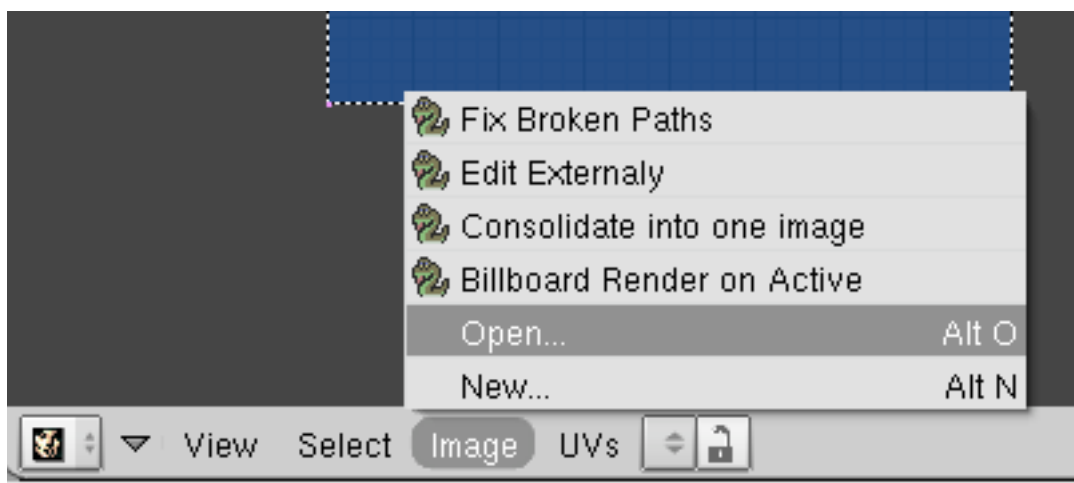 Fix Broken Paths
Edit Externaly
Consolidate into one image
Billboard Render on Active
Open... Alt O
New... Alt N
View Select Image UVs